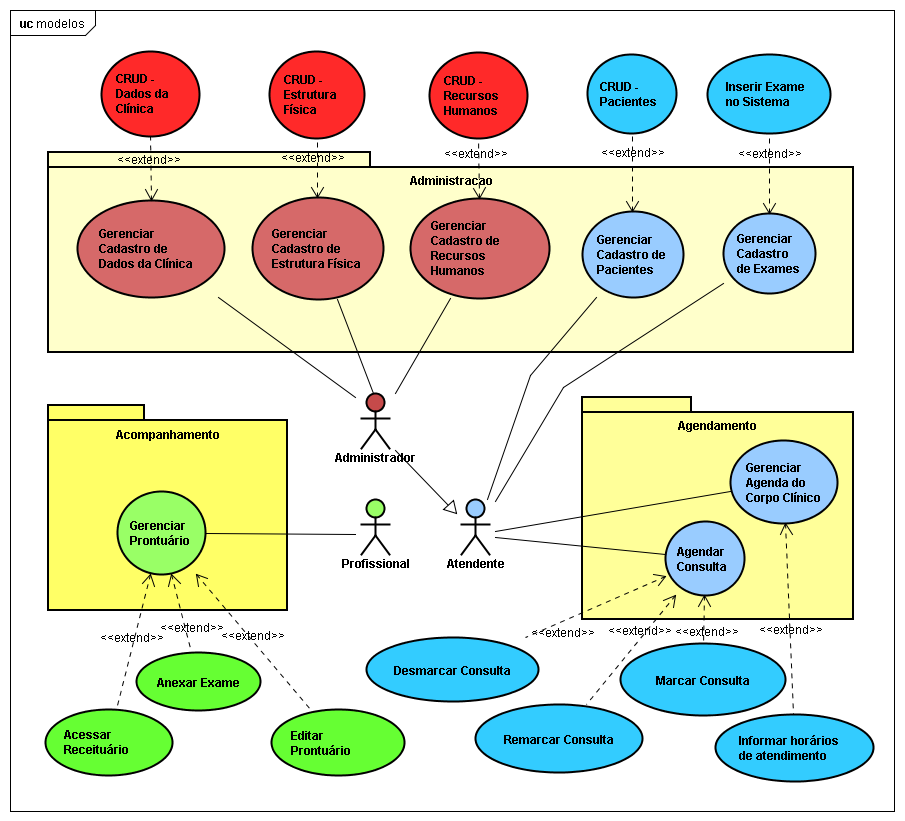 uc modelos
CRUD -
Dados da
Clínica
CRUD -
Estrutura
Física
CRUD -
Recursos
Humanos
CRUD -
Pacientes
Inserir Exame
no Sistema
<<extend>>
<<extend>>
<<extend>>
<<extend>>
<<extend>>
Administracao
Gerenciar
Cadastro de
Dados da Clínica
Gerenciar
Cadastro de
Estrutura Física
Gerenciar
Cadastro de
Recursos
Humanos
Gerenciar
Cadastro de
Pacientes
Gerenciar
Cadastro
de Exames
Acompanhamento
Administrador
Agendamento
Gerenciar
Agenda do
Corpo Clínico
Gerenciar
Prontuário
Profissional
Atendente
Agendar
Consulta
<<extend>>
<<extend>>
<<extend>>
<<extend>>
<<extend>>
<<extend>>
<<extend>>
Anexar Exame
Desmarcar Consulta
Marcar Consulta
Acessar
Receituário
Editar
Prontuário
Remarcar Consulta
Informar horários
de atendimento